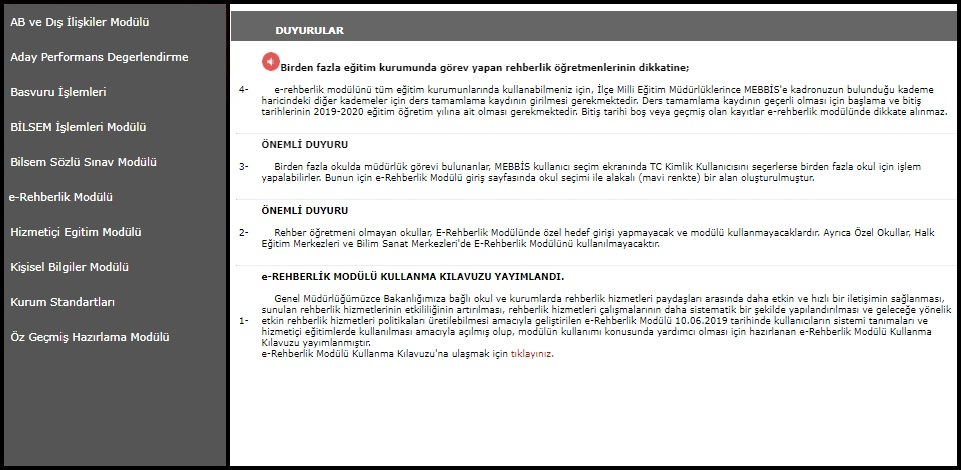 AB ve Dış İlişkiler Modülü
Aday Performans Degerlendirme
Basvuru İşlemleri
BİLSEM İşlemleri Modülü
Bilsem Sözlü Sınav Modülü
e-Rehberlik Modülü
Hizmetiçi Egitim Modülü
Kişisel Bilgiler Modülü
Kurum Standartları
Öz Geçmiş Hazırlama Modülü
DUYURULAR
Birden fazla eğitim kurumunda görev yapan rehberlik öğretmenlerinin dikkatine;
4- e-rehberlik modülünü tüm eğitim kurumunlarında kullanabilmeniz için, İlçe Milli Eğitim Müdürlüklerince MEBBİS'e kadronuzun bulunduğu kademe
haricindeki diğer kademeler için ders tamamlama kaydının girilmesi gerekmektedir. Ders tamamlama kaydının geçerli olması için başlama ve bitiş
tarihlerinin 2019-2020 eğitim öğretim yılına ait olması gerekmektedir. Bitiş tarihi boş veya geçmiş olan kayıtlar e-rehberlik modülünde dikkate alınmaz.
ÖNEMLİ DUYURU
3- Birden fazla okulda müdürlük görevi bulunanlar, MEBBİS kullanıcı seçim ekranında TC Kimlik Kullanıcısını seçerlerse birden fazla okul için işlem
yapalabilirler. Bunun için e-Rehberlik Modülü giriş sayfasında okul seçimi ile alakalı (mavi renkte) bir alan oluşturulmuştur.
ÖNEMLİ DUYURU
2- Rehber öğretmeni olmayan okullar, E-Rehberlik Modülünde özel hedef girişi yapmayacak ve modülü kullanmayacaklardır. Ayrıca Özel Okullar, Halk
Eğitim Merkezleri ve Bilim Sanat Merkezleri'de E-Rehberlik Modülünü kullanılmayacaktır.
e-REHBERLİK MODÜLÜ KULLANMA KILAVUZU YAYIMLANDI.
Genel Müdürlüğümüzce Bakanlığımıza bağlı okul ve kurumlarda rehberlik hizmetleri paydaşları arasında daha etkin ve hızlı bir iletişimin sağlanması,
sunulan rehberlik hizmetlerinin etkililiğinin artırılması, rehberlik hizmetleri çalışmalarının daha sistematik bir şekilde yapılandırılması ve geleceğe yönelik
1- etkin rehberlik hizmetleri politikaları üretilebilmesi amacıyla geliştirilen e-Rehberlik Modülü 10.06.2019 tarihinde kullanıcıların sistemi tanımaları ve
hizmetiçi eğitimlerde kullanılması amacıyla açılmış olup, modülün kullanımı konusunda yardımcı olması için hazırlanan e-Rehberlik Modülü Kullanma
Kılavuzu yayımlanmıştır.
e-Rehberlik Modülü Kullanma Kılavuzu'na ulaşmak için tıklayınız.